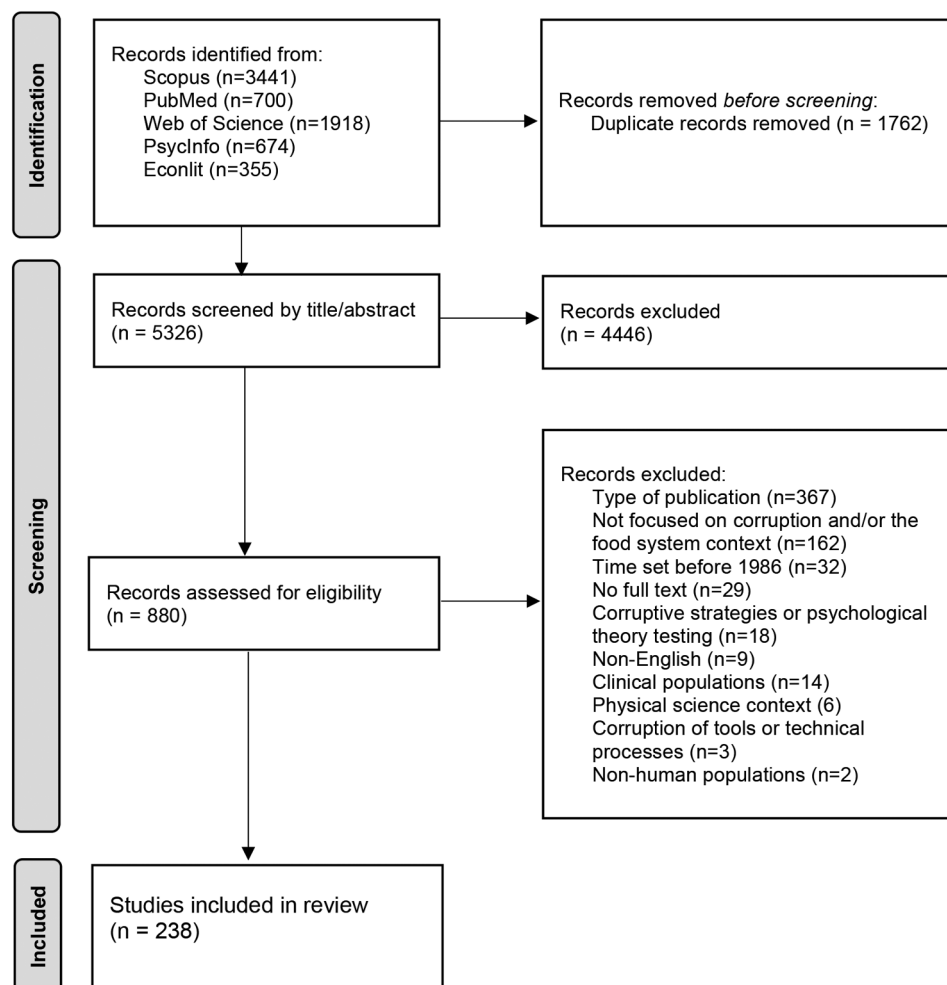 Identification
Records identified from:
Scopus (n=3441)
PubMed (n=700)
Web of Science (n=1918)
PsycInfo (n=674)
Econlit (n=355)
Records removed before screening:
Duplicate records removed (n = 1762)
Screening
Records screened by title/abstract
(n = 5326)
Records excluded
(n = 4446)
Records assessed for eligibility
(n = 880)
Records excluded:
Type of publication (n=367)
Not focused on corruption and/or the
food system context (n=162)
Time set before 1986 (n=32)
No full text (n=29)
Corruptive strategies or psychological
theory testing (n=18)
Non-English (n=9)
Clinical populations (n=14)
Physical science context (6)
Corruption of tools or technical
processes (n=3)
Non-human populations (n=2)
Included
Studies included in review
(n = 238)